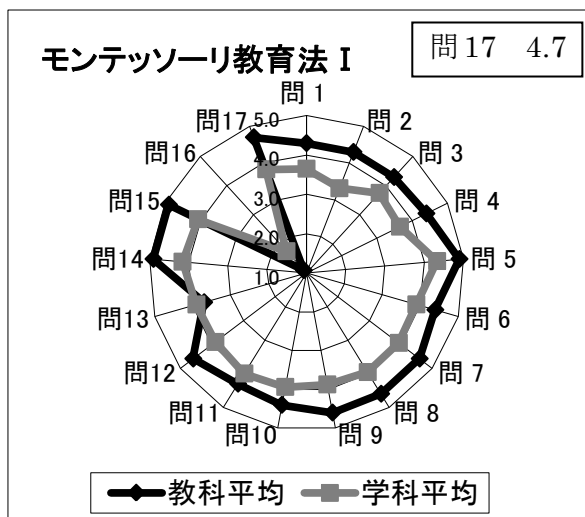 モンテッソーリ教育法 I
問 17 4.7
問 1
問 2
問 3
問 4
問 5
問 6
問 7
問 8
問 9
問10
問11
問12
問13
問14
問15
問16
問17
5.0
4.0
3.0
2.0
1.0
教科平均
学科平均